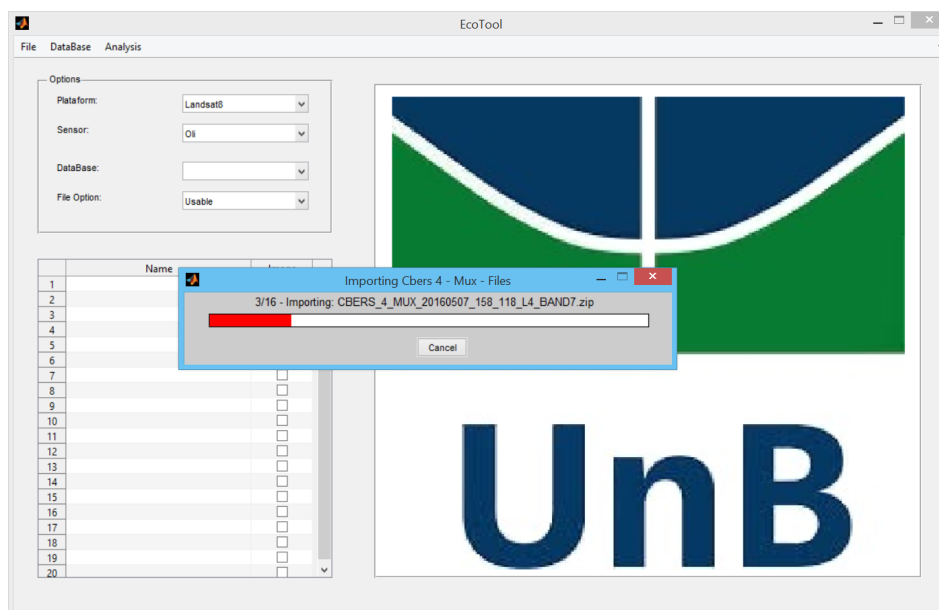 EcoTool
File DataBase Analysis
Options
Plataform:
Landsat8
Sensor:
Oli
DataBase:
File Option:
Usable
Name
1
2
3
4
5
6
7
8
9
10
11
12
13
14
15
16
17
18
19
20
Importing Cbers 4 - Mux - Files
3/16 - Importing: CBERS_4_MUX_20160507_158_118_L4_BAND7.zip
Cancel
UnB